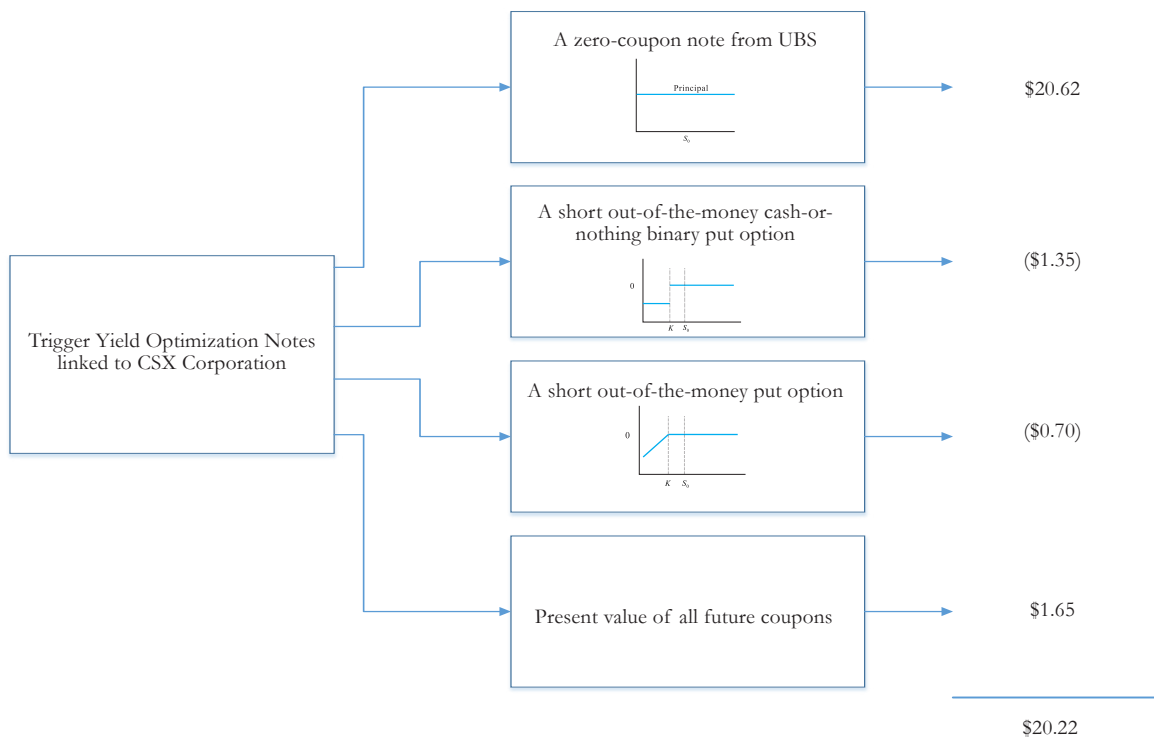 A zero-coupon note from UBS
Principal
S₀
$20.62
A short out-of-the-money cash-or-
nothing binary put option
0
K S₀
($1.35)
Trigger Yield Optimization Notes
linked to CSX Corporation
A short out-of-the-money put option
0
K S₀
($0.70)
Present value of all future coupons
$1.65
$20.22